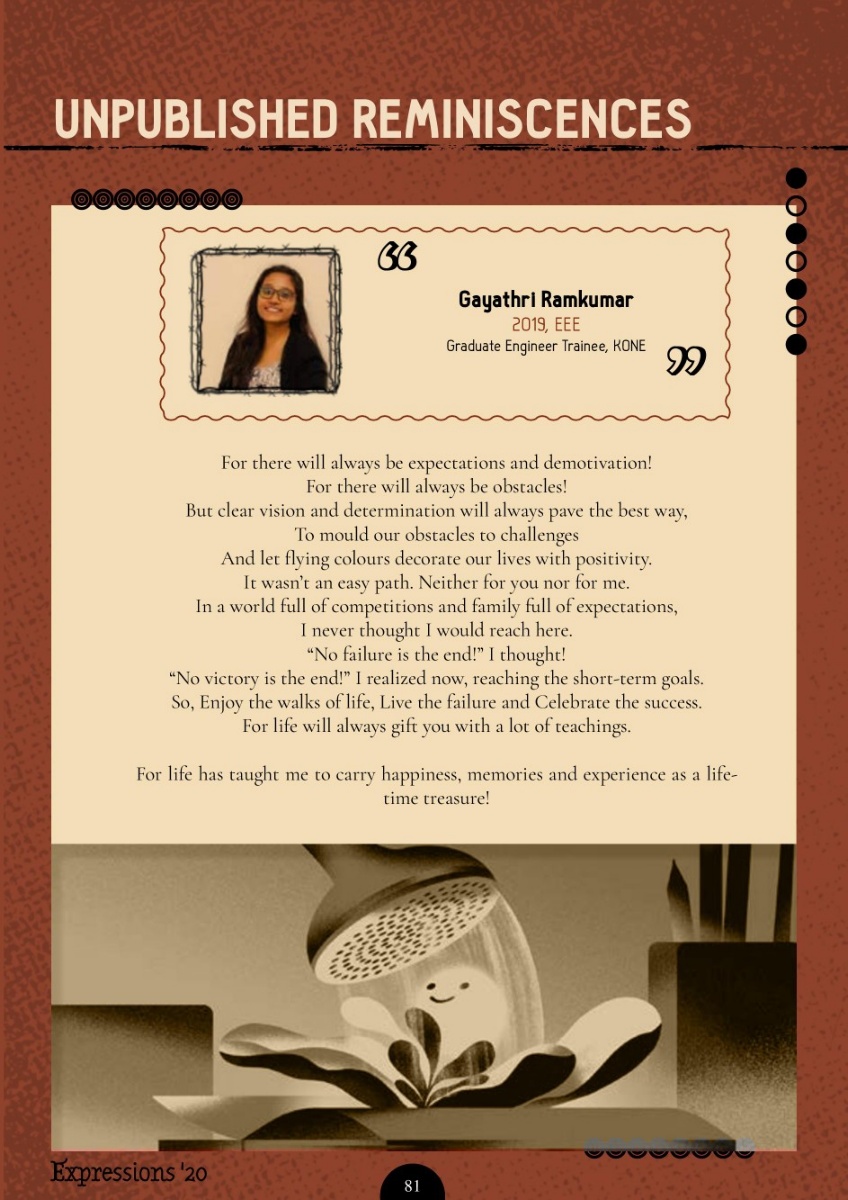 UNPUBLISHED REMINISCENCES
Gayathri Ramkumar
2019, EEE
Graduate Engineer Trainee, KONE
For there will always be expectations and demotivation!
For there will always be obstacles!
But clear vision and determination will always pave the best way,
To mould our obstacles to challenges
And let flying colours decorate our lives with positivity.
It wasn’t an easy path. Neither for you nor for me.
In a world full of competitions and family full of expectations,
I never thought I would reach here.
“No failure is the end!” I thought!
“No victory is the end!” I realized now, reaching the short-term goals.
So, Enjoy the walks of life, Live the failure and Celebrate the success.
For life will always gift you with a lot of teachings.
For life has taught me to carry happiness, memories and experience as a life-
time treasure!
Expressions '20
81